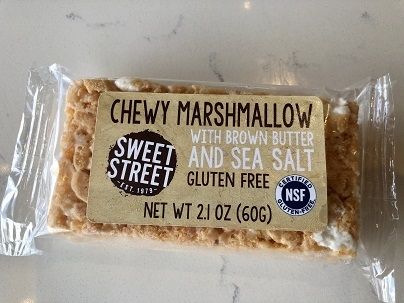 CHEWY MARSHMALLOW
WITH BROWN BUTTER
AND SEA SALT
GLUTEN FREE
SWEET
STREET
EST. 1979
CERTIFIED
NSF
GLUTEN-FREE
NET WT 2.1 OZ (60G)